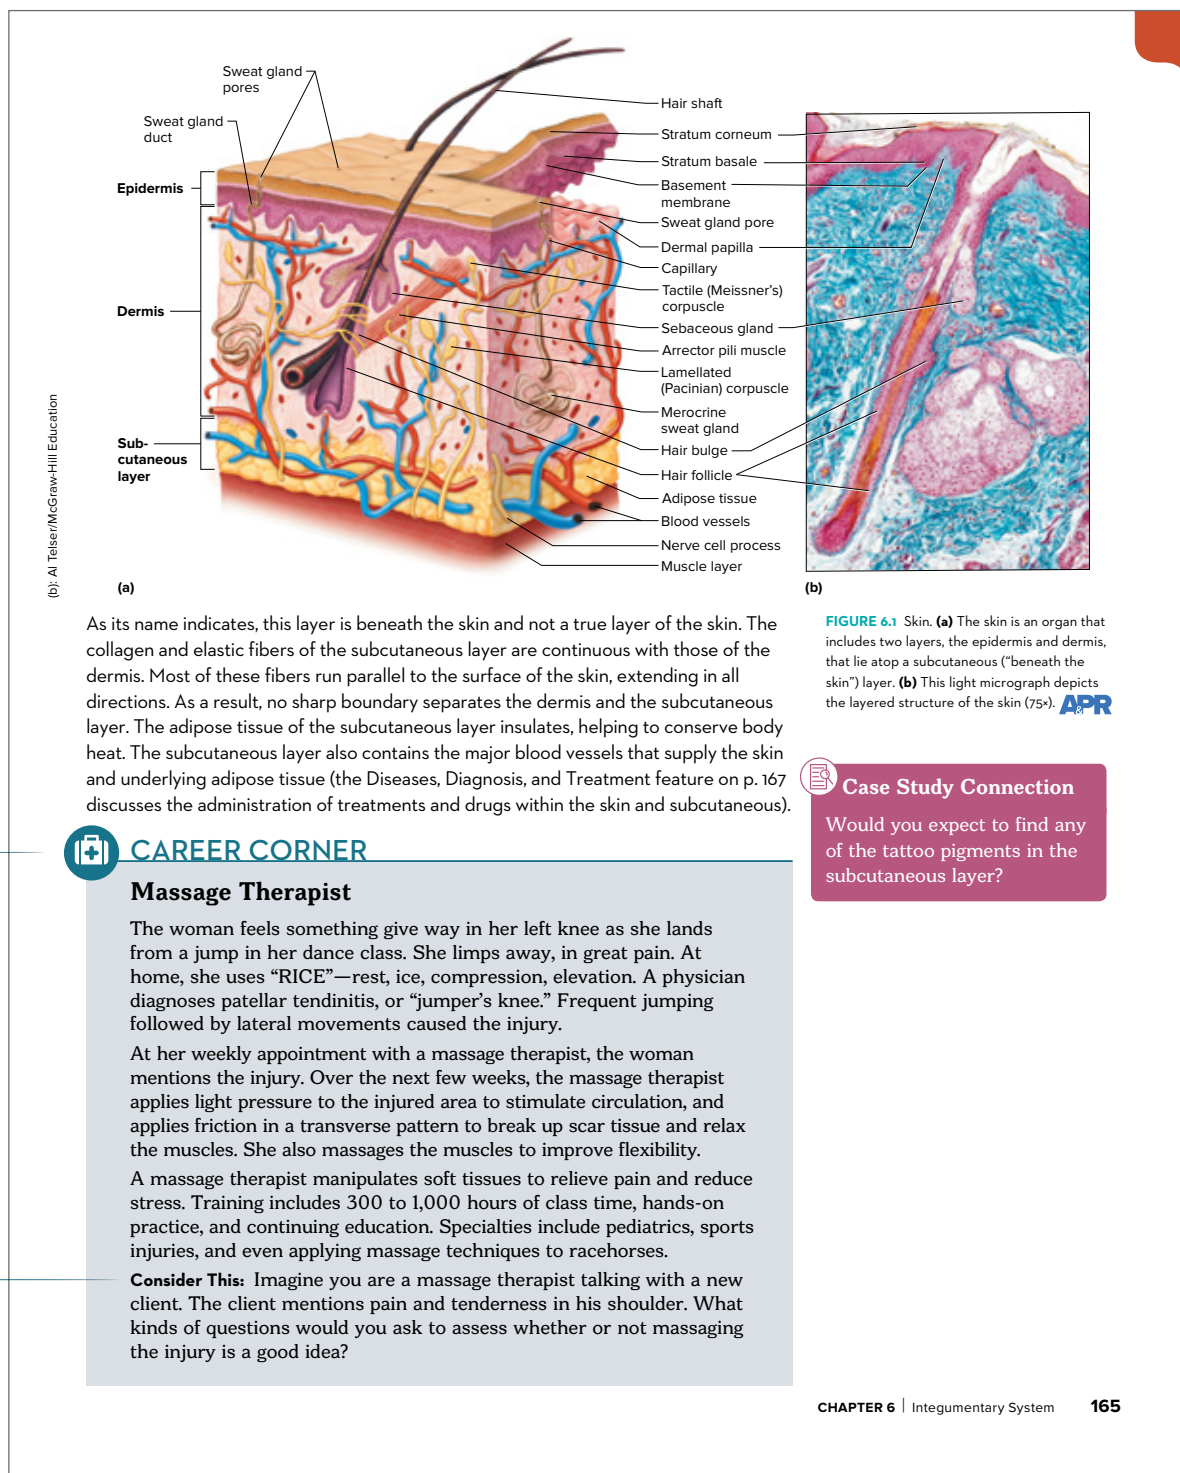 Sweat gland
pores
Sweat gland
duct
Epidermis
Dermis
Sub-
cutaneous
layer
Hair shaft
Stratum corneum
Stratum basale
Basement
membrane
Sweat gland pore
Dermal papilla
Capillary
Tactile (Meissner's)
corpuscle
Sebaceous gland
Arrector pili muscle
Lamellated
(Pacinian) corpuscle
Merocrine
sweat gland
Hair bulge
Hair follicle
Adipose tissue
Blood vessels
Nerve cell process
Muscle layer
(a)
(b)
(b): Al Telser/McGraw-Hill Education
As its name indicates, this layer is beneath the skin and not a true layer of the skin. The
collagen and elastic fibers of the subcutaneous layer are continuous with those of the
dermis. Most of these fibers run parallel to the surface of the skin, extending in all
directions. As a result, no sharp boundary separates the dermis and the subcutaneous
layer. The adipose tissue of the subcutaneous layer insulates, helping to conserve body
heat. The subcutaneous layer also contains the major blood vessels that supply the skin
and underlying adipose tissue (the Diseases, Diagnosis, and Treatment feature on p. 167
discusses the administration of treatments and drugs within the skin and subcutaneous).
FIGURE 6.1 Skin. (a) The skin is an organ that
includes two layers, the epidermis and dermis,
that lie atop a subcutaneous (“beneath the
skin”) layer. (b) This light micrograph depicts
the layered structure of the skin (75×). A&PR
Case Study Connection
Would you expect to find any
of the tattoo pigments in the
subcutaneous layer?
CAREER CORNER
Massage Therapist
The woman feels something give way in her left knee as she lands
from a jump in her dance class. She limps away, in great pain. At
home, she uses “RICE”—rest, ice, compression, elevation. A physician
diagnoses patellar tendinitis, or “jumper’s knee.” Frequent jumping
followed by lateral movements caused the injury.
At her weekly appointment with a massage therapist, the woman
mentions the injury. Over the next few weeks, the massage therapist
applies light pressure to the injured area to stimulate circulation, and
applies friction in a transverse pattern to break up scar tissue and relax
the muscles. She also massages the muscles to improve flexibility.
A massage therapist manipulates soft tissues to relieve pain and reduce
stress. Training includes 300 to 1,000 hours of class time, hands-on
practice, and continuing education. Specialties include pediatrics, sports
injuries, and even applying massage techniques to racehorses.
Consider This: Imagine you are a massage therapist talking with a new
client. The client mentions pain and tenderness in his shoulder. What
kinds of questions would you ask to assess whether or not massaging
the injury is a good idea?
CHAPTER 6 | Integumentary System 165